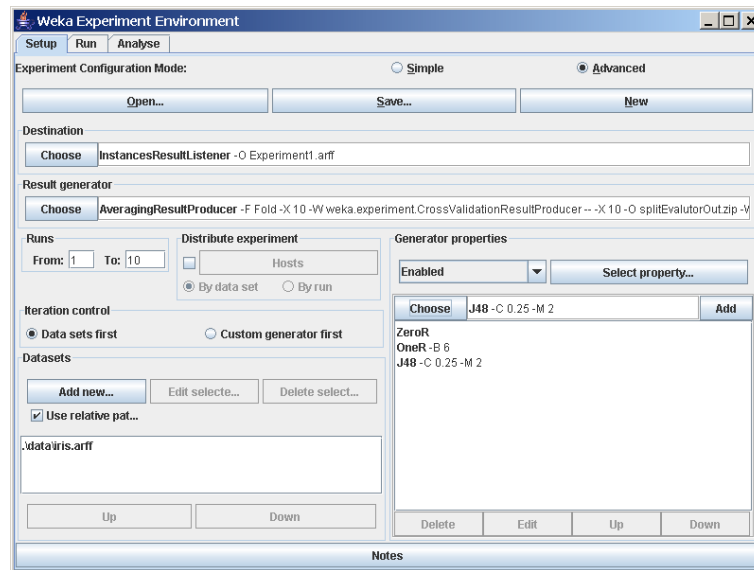 Weka Experiment Environment
Setup Run Analyse
Experiment Configuration Mode: Simple Advanced
Open... Save... New
Destination
Choose InstancesResultListener -O Experiment1.arff
Result generator
Choose AveragingResultProducer -F Fold -X 10 -W weka.experiment.CrossValidationResultProducer -- -X 10 -O splitEvalutorOut.zip -W
Runs
From: 1 To: 10
Distribute experiment
Hosts
By data set By run
Generator properties
Enabled Select property...
Iteration control
Data sets first Custom generator first
Choose J48 -C 0.25 -M 2 Add
ZeroR
OneR -B 6
J48 -C 0.25 -M 2
Datasets
Add new... Edit selecte... Delete select...
Use relative pat...
.\data\iris.arff
Up Down
Delete Edit Up Down
Notes